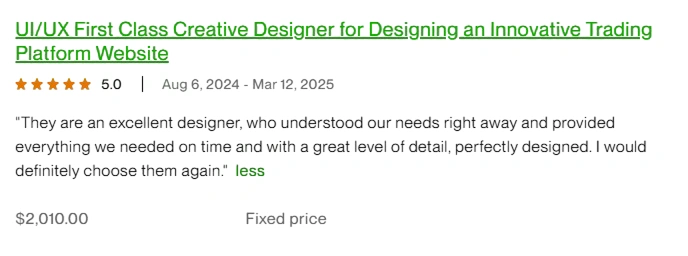 UI/UX First Class Creative Designer for Designing an Innovative Trading
Platform Website
5.0 | Aug 6, 2024 - Mar 12, 2025
"They are an excellent designer, who understood our needs right away and provided
everything we needed on time and with a great level of detail, perfectly designed. I would
definitely choose them again." less
$2,010.00 Fixed price